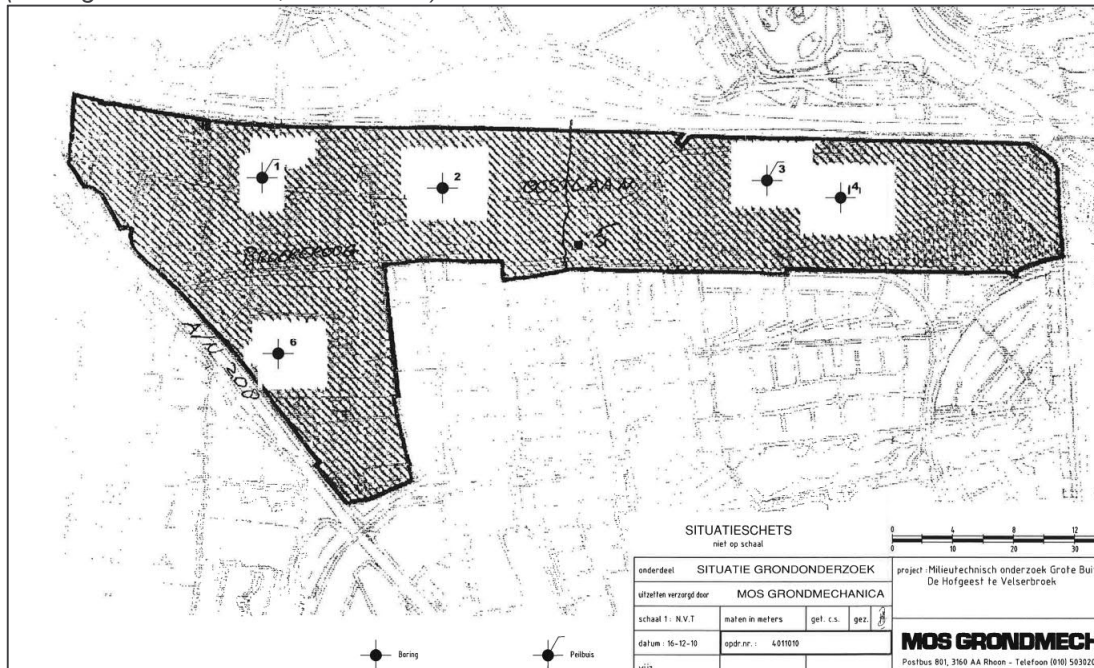 1
2
OOSTLAAN
3
4
5
6
A/N 208
SITUATIESCHETS
niet op schaal
0 4 8 12
0 10 20 30
onderdeel SITUATIE GRONDONDERZOEK
project : Milieutechnisch onderzoek Grote Bui
De Hofgeest te Velserbroek
uitzetten verzorgd door MOS GRONDMECHANICA
schaal 1 : N.V.T maten in meters get. c.s. gez.
datum : 16-12-10 opdr.nr. : 4011010
MOS GRONDMECH
Postbus 801, 3160 AA Rhoon - Telefoon (010) 503020
Boring
Peilbuis